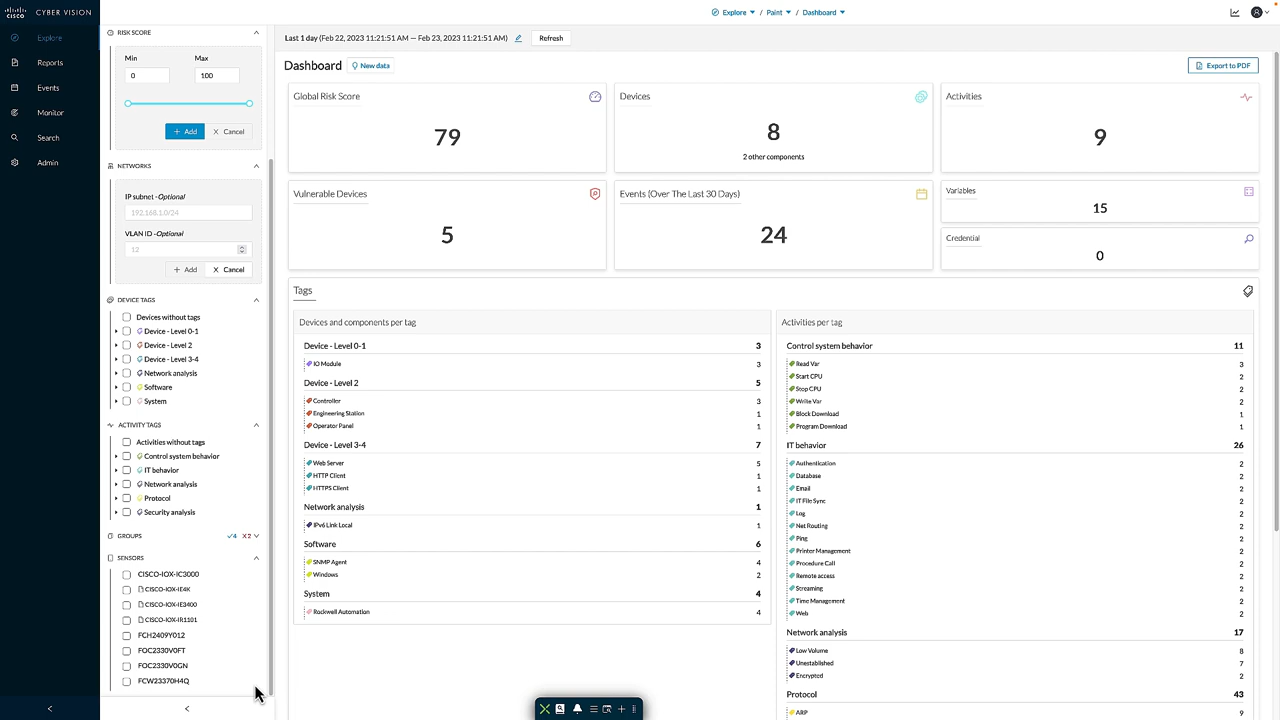 CISCO CYBER VISION
Explore
Reports
Events
Monitor
Search
Admin
RISK SCORE
Min Max
0 100
+ Add X Cancel
NETWORKS
IP subnet - Optional
192.168.1.0/24
VLAN ID - Optional
12
+ Add X Cancel
DEVICE TAGS
Devices without tags
Device - Level 0-1
Device - Level 2
Device - Level 3-4
Network analysis
Software
System
ACTIVITY TAGS
Activities without tags
Control system behavior
IT behavior
Network analysis
Protocol
Security analysis
GROUPS ✓4 X2
SENSORS
CISCO-IOX-IC3000
CISCO-IOX-IE4K
CISCO-IOX-IE3400
CISCO-IOX-IR1101
FCH2409Y012
FOC2330V0FT
FOC2330V0GN
FCW23370H4Q
Explore / Paint / Dashboard
Last 1 day (Feb 22, 2023 11:21:51 AM — Feb 23, 2023 11:21:51 AM) Refresh
Dashboard New data Export to PDF
Global Risk Score
79
Devices
8
2 other components
Activities
9
Vulnerable Devices
5
Events (Over The Last 30 Days)
24
Variables
15
Credential
0
Tags
Devices and components per tag
Device - Level 0-1 3
IO Module 3
Device - Level 2 5
Controller 3
Engineering Station 1
Operator Panel 1
Device - Level 3-4 7
Web Server 5
HTTP Client 1
HTTPS Client 1
Network analysis 1
IPv6 Link Local 1
Software 6
SNMP Agent 4
Windows 2
System 4
Rockwell Automation 4
Activities per tag
Control system behavior 11
Read Var 3
Start CPU 2
Stop CPU 2
Write Var 2
Block Download 1
Program Download 1
IT behavior 26
Authentication 2
Database 2
Email 2
IT File Sync 2
Log 2
Net Routing 2
Ping 2
Printer Management 2
Procedure Call 2
Remote access 2
Streaming 2
Time Management 2
Web 2
Network analysis 17
Low Volume 8
Unestablished 7
Encrypted 2
Protocol 43
ARP 9